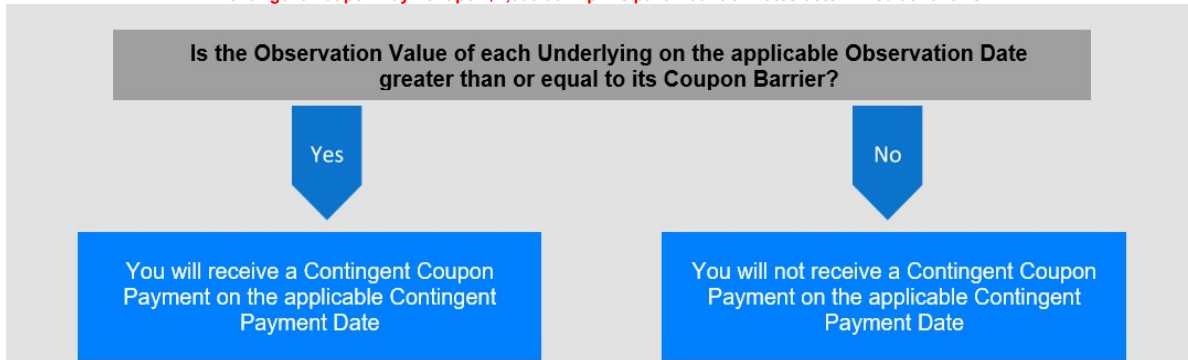 Is the Observation Value of each Underlying on the applicable Observation Date
greater than or equal to its Coupon Barrier?
Yes
No
You will receive a Contingent Coupon
Payment on the applicable Contingent
Payment Date
You will not receive a Contingent Coupon
Payment on the applicable Contingent
Payment Date